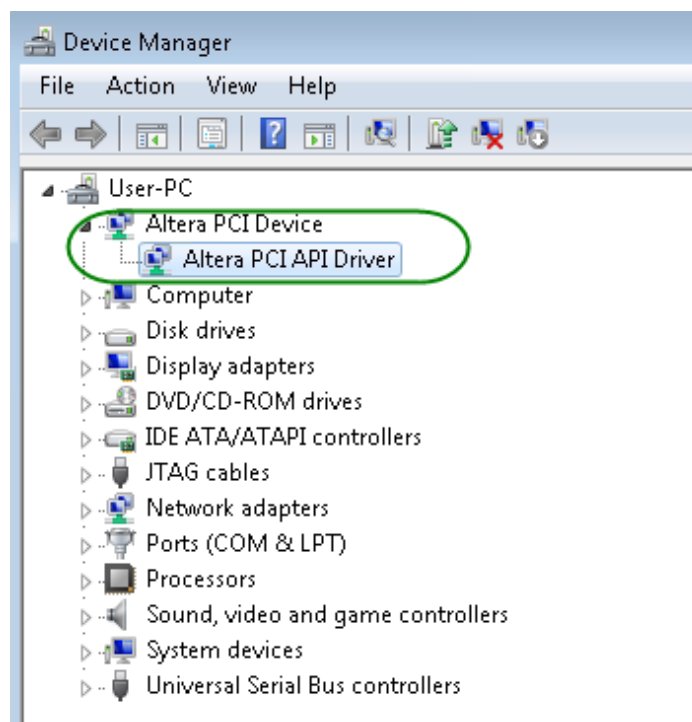 Device Manager
File Action View Help
User-PC
Altera PCI Device
Altera PCI API Driver
Computer
Disk drives
Display adapters
DVD/CD-ROM drives
IDE ATA/ATAPI controllers
JTAG cables
Network adapters
Ports (COM & LPT)
Processors
Sound, video and game controllers
System devices
Universal Serial Bus controllers